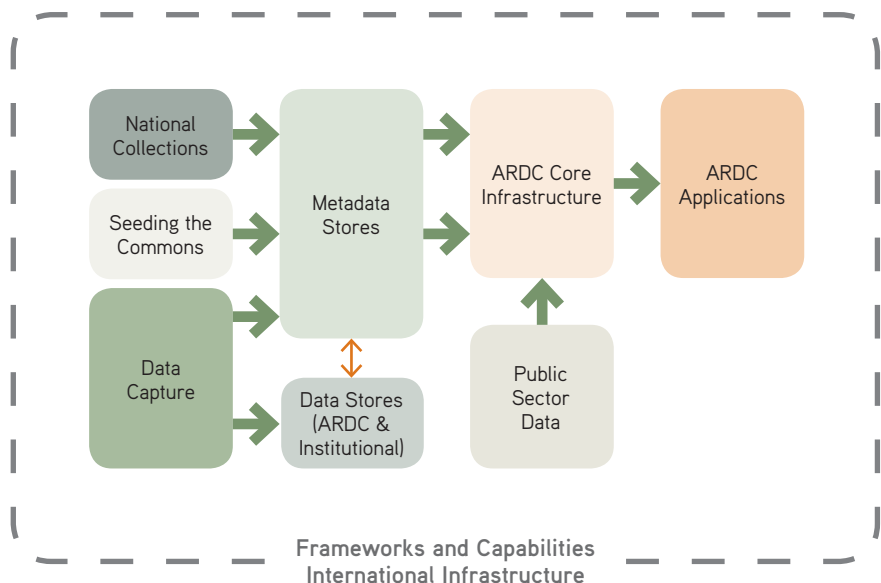 National
Collections
Seeding the
Commons
Data
Capture
Metadata
Stores
Data Stores
(ARDC &
Institutional)
ARDC Core
Infrastructure
Public
Sector
Data
ARDC
Applications
Frameworks and Capabilities
International Infrastructure